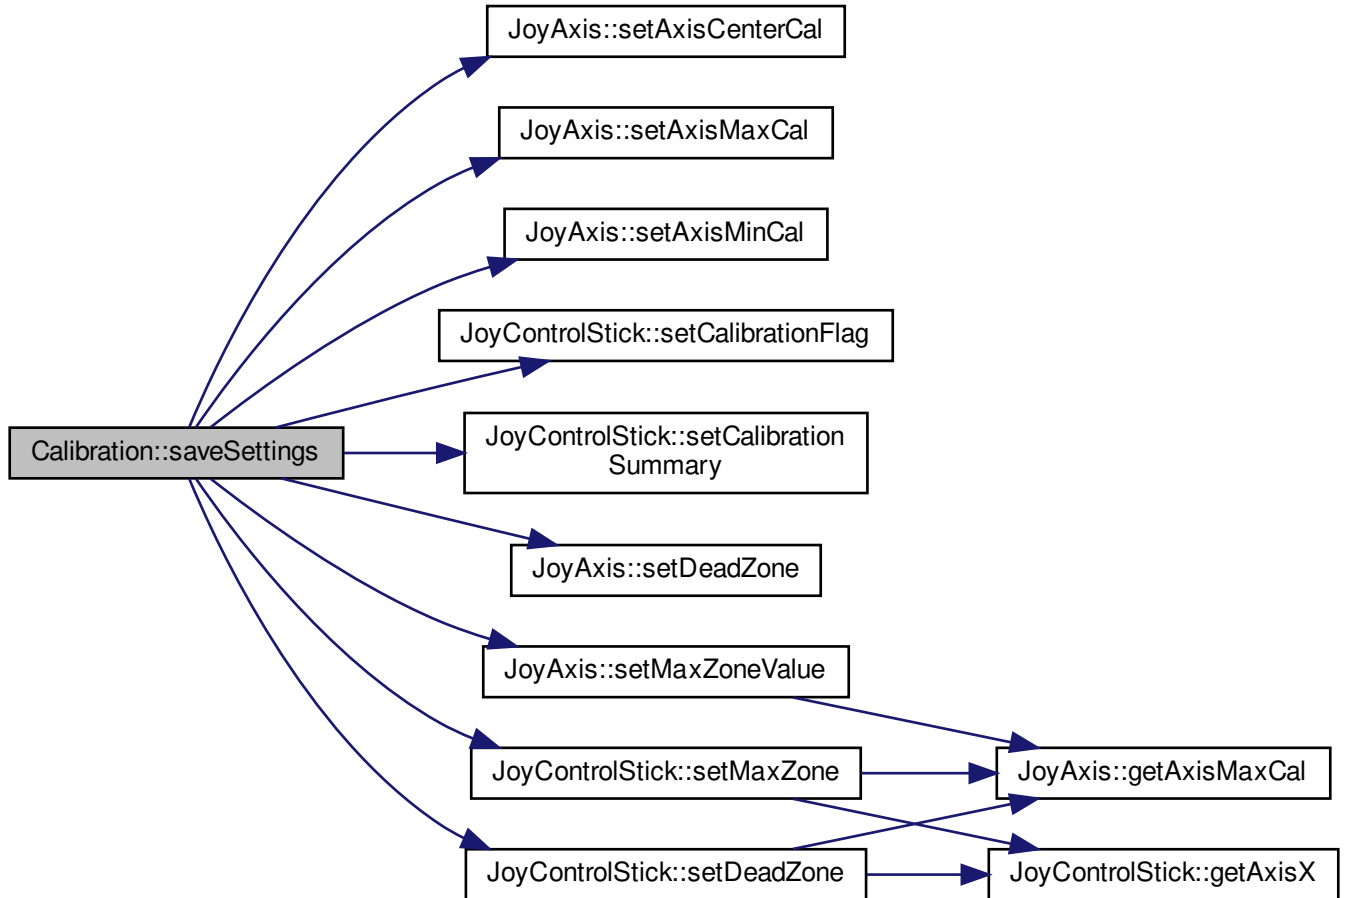 JoyAxis::setAxisCenterCal
JoyAxis::setAxisMaxCal
JoyAxis::setAxisMinCal
JoyControlStick::setCalibrationFlag
Calibration::saveSettings
JoyControlStick::setCalibration
Summary
JoyAxis::setDeadZone
JoyAxis::setMaxZoneValue
JoyControlStick::setMaxZone
JoyAxis::getAxisMaxCal
JoyControlStick::setDeadZone
JoyControlStick::getAxisX